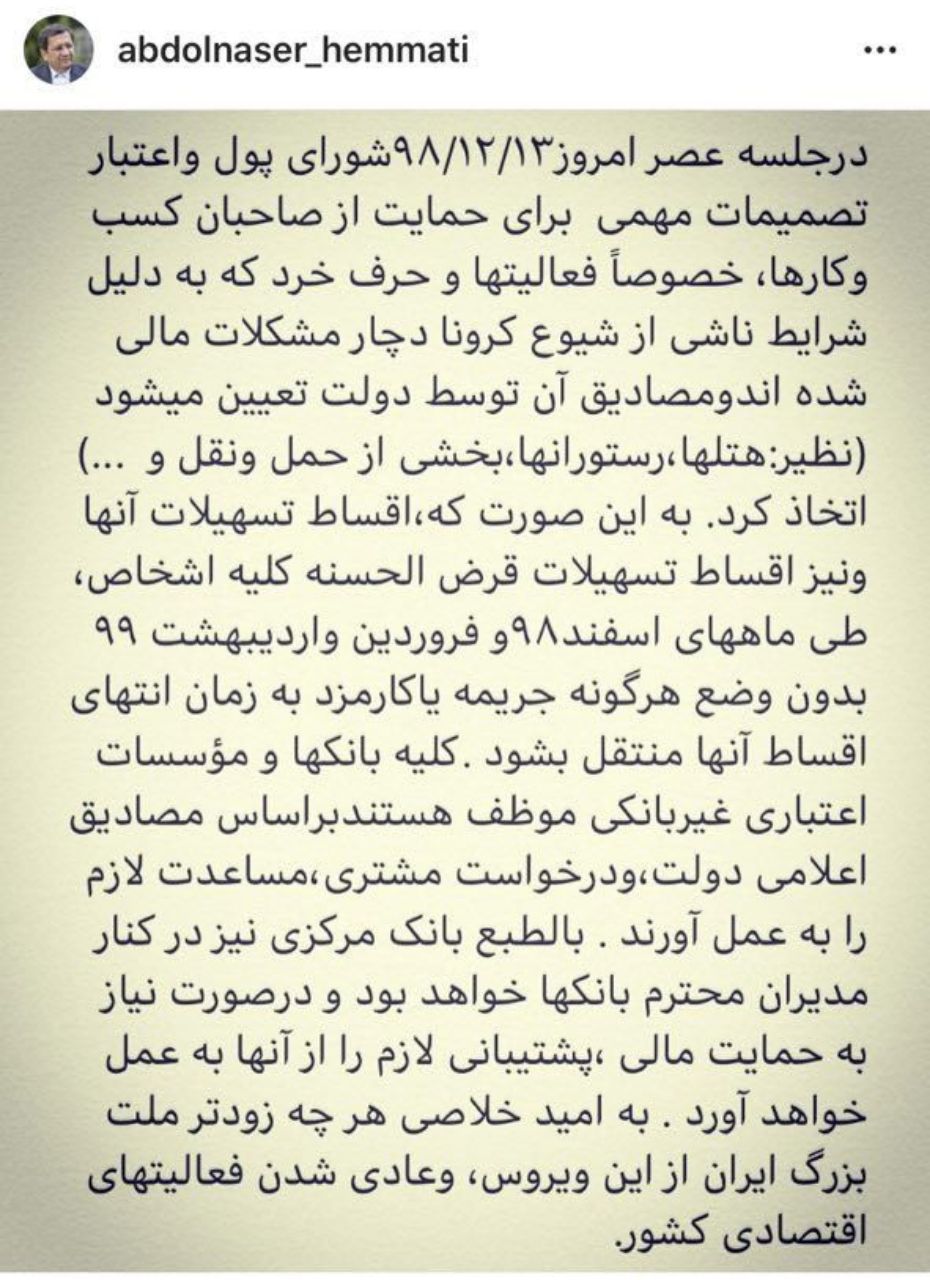 abdolnaser_hemmati
درجلسه عصر امروز۹۸/۱۲/۱۳شورای پول واعتبار
تصمیمات مهمی برای حمایت از صاحبان کسب
وکارها، خصوصاً فعالیتها و حرف خرد که به دلیل
شرایط ناشی از شیوع کرونا دچار مشکلات مالی
شده اندومصادیق آن توسط دولت تعیین میشود
(نظیر:هتلها،رستورانها،بخشی از حمل ونقل و ...)
اتخاذ کرد. به این صورت که،اقساط تسهیلات آنها
ونیز اقساط تسهیلات قرض الحسنه کلیه اشخاص،
طی ماههای اسفند۹۸و فروردین واردیبهشت ۹۹
بدون وضع هرگونه جریمه یاکارمزد به زمان انتهای
اقساط آنها منتقل بشود .کلیه بانکها و مؤسسات
اعتباری غیربانکی موظف هستندبراساس مصادیق
اعلامی دولت،ودرخواست مشتری،مساعدت لازم
را به عمل آورند . بالطبع بانک مرکزی نیز در کنار
مدیران محترم بانکها خواهد بود و درصورت نیاز
به حمایت مالی ،پشتیبانی لازم را از آنها به عمل
خواهد آورد . به امید خلاصی هر چه زودتر ملت
بزرگ ایران از این ویروس، وعادی شدن فعالیتهای
اقتصادی کشور.